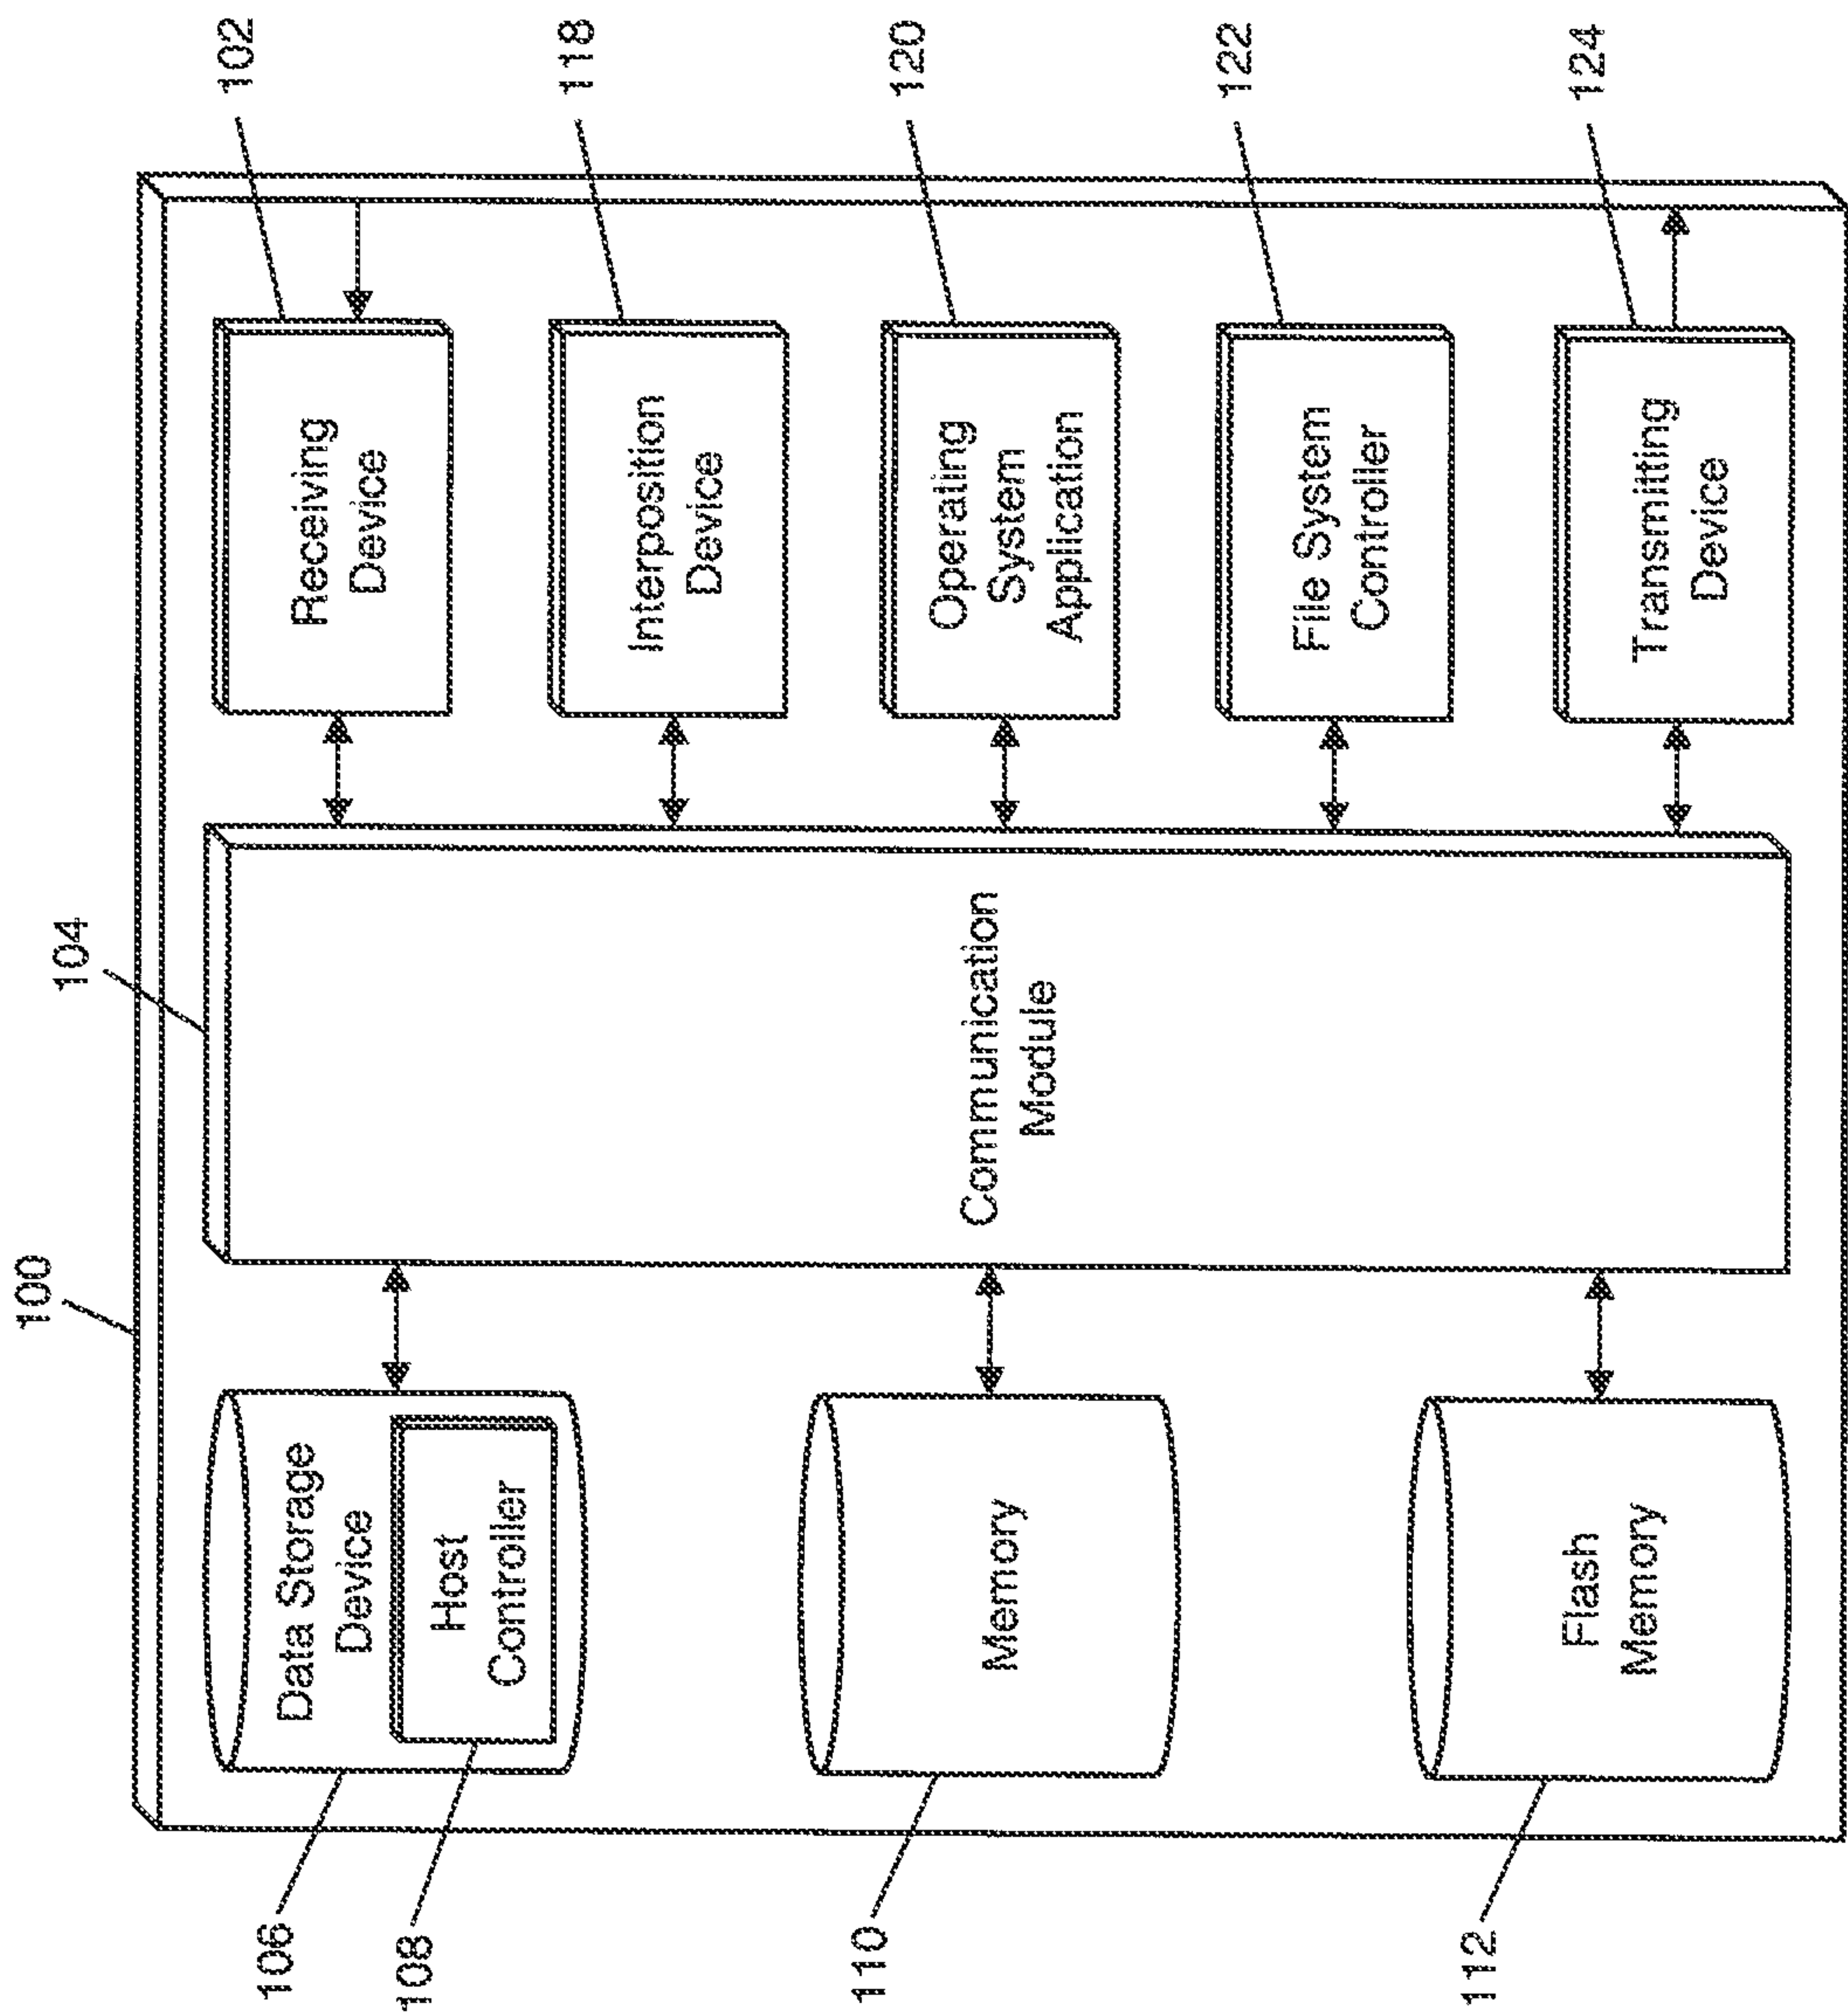 100
104
106
Data Storage
Device
108
Host
Controller
110
Memory
112
Flash
Memory
Communication
Module
Receiving
Device
102
Interposition
Device
118
Operating
System
Application
120
File System
Controller
122
Transmiting
Device
124